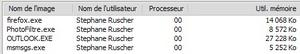 Nom de l'image Nom de l'utilisateur Processeur Util. mémoire
firefox.exe Stephane Ruscher 00 14 068 Ko
PhotoFiltre.exe Stephane Ruscher 00 8 572 Ko
OUTLOOK.EXE Stephane Ruscher 00 27 228 Ko
msmsgs.exe Stephane Ruscher 00 5 252 Ko